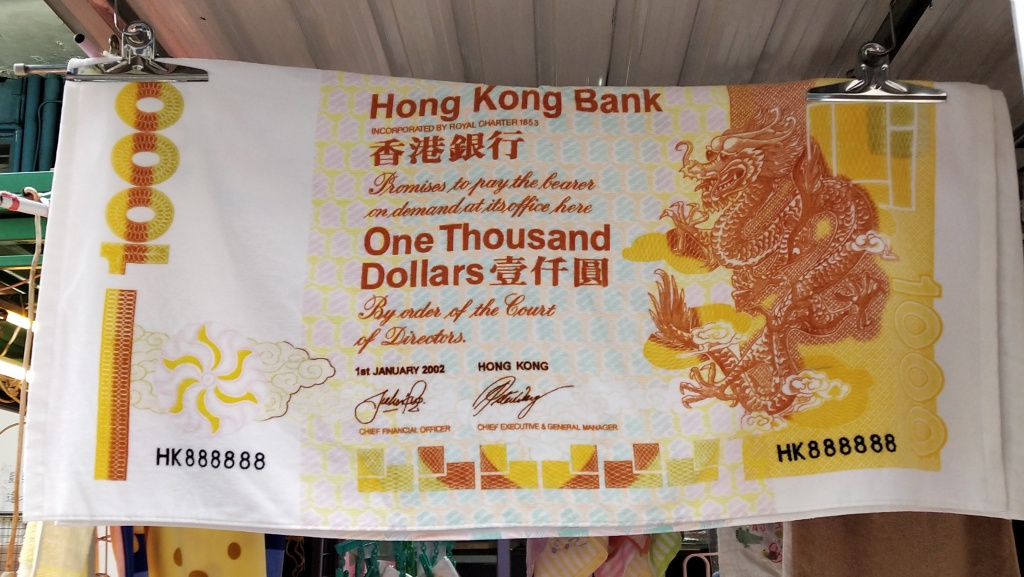 1000
Hong Kong Bank
INCORPORATED BY ROYAL CHARTER 1853
香港銀行
Promises to pay the bearer
on demand at its office here
One Thousand
Dollars 壹仟圓
By order of the Court
of Directors.
1st JANUARY 2002 HONG KONG
CHIEF FINANCIAL OFFICER CHIEF EXECUTIVE & GENERAL MANAGER
1000
HK888888
HK888888